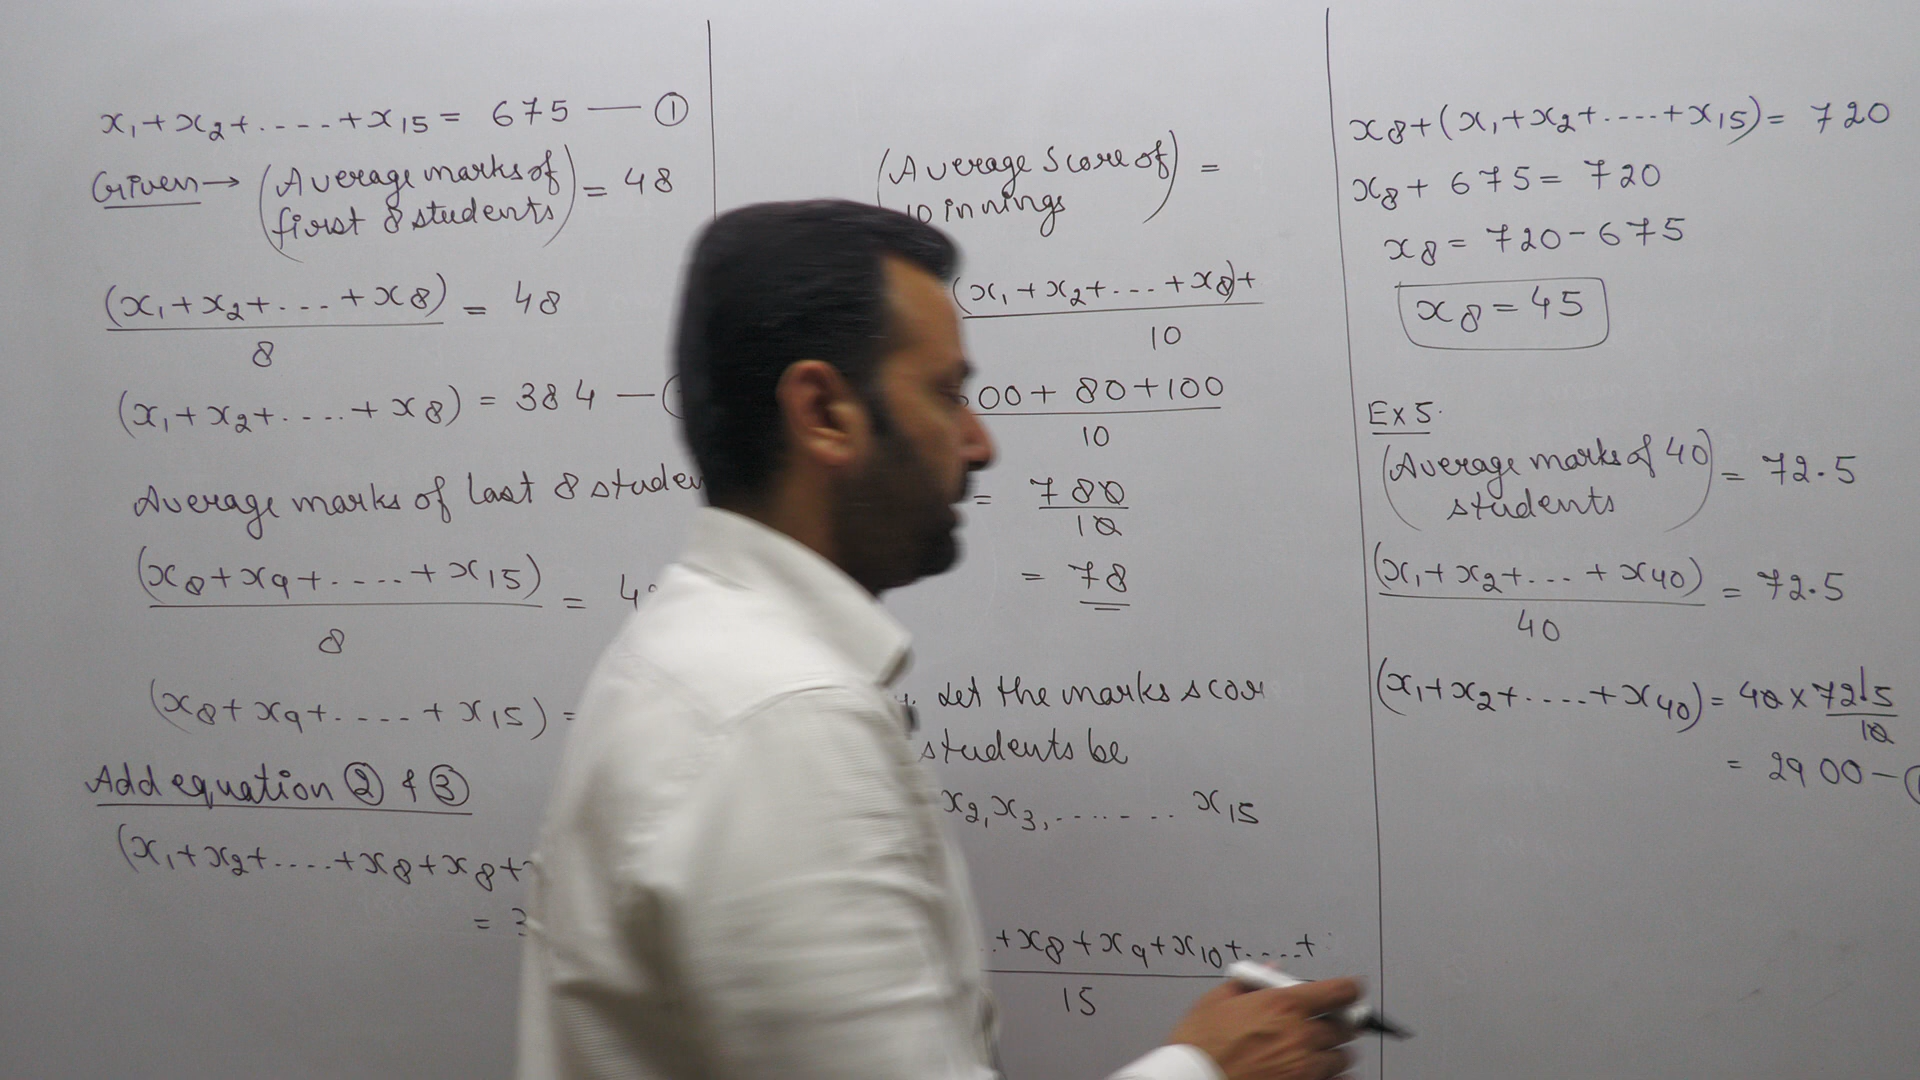 x₁+x₂+.----+x₁₅ = 675 — ①
Given→ (Average marks of
first 8 students) = 48
(x₁+x₂+. -.. +x₈) = 48
8
(x₁+x₂+. . . . . + x₈) = 384 —
Average marks of last 8
(x₈+x₉+. . . . . +x₁₅) =
8
(x₈+x₉+. . - . . +x₁₅) =
Add equation ② & ③
(x₁+x₂+. . . . . +x₈+x₈+
=
(Average Score of
10 innings) =
(x₁+x₂+. . . . +x₈)+
10
00+ 80+100
10
= 780
10
= 78
Let the marks scor
students be
x₂, x₃, . . . . . . . x₁₅
. +x₈+x₉+x₁₀+. . . . +
15
x₈+(x₁+x₂+. . . . +x₁₅)= 720
x₈+ 675= 720
x₈= 720-675
x₈ = 45
Ex 5.
(Average marks of 40
students) = 72.5
(x₁+x₂+. . . +x₄₀) = 72.5
40
(x₁+x₂+. . . . . +x₄₀)= 40 x 725
10
= 2900—